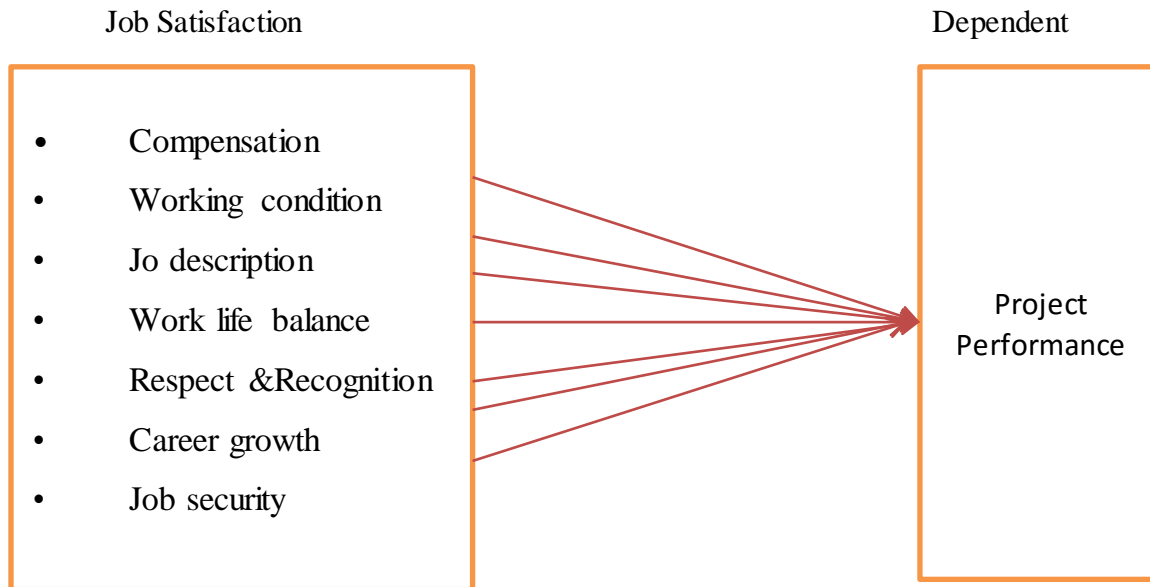 Job Satisfaction
Dependent
• Compensation
• Working condition
• Jo description
• Work life balance
• Respect &Recognition
• Career growth
• Job security
Project
Performance